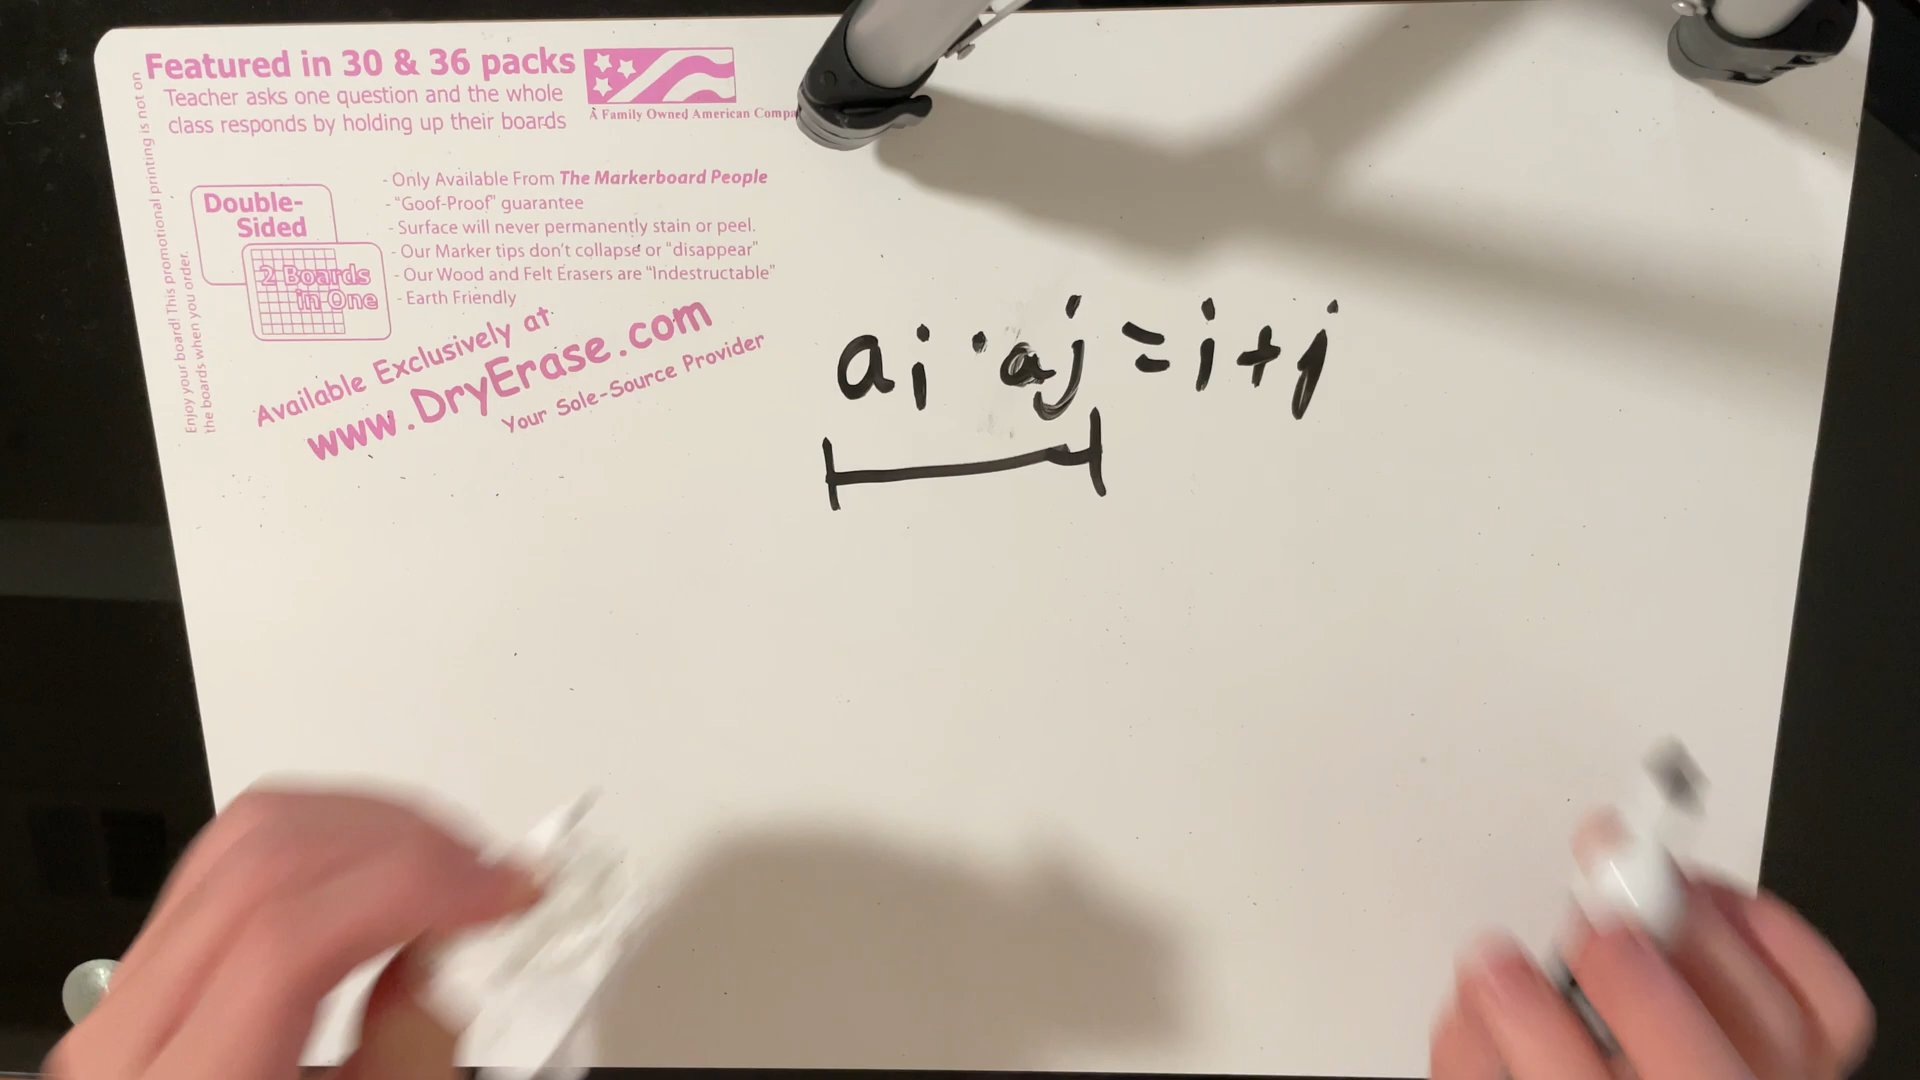 Featured in 30 & 36 packs
Teacher asks one question and the whole
class responds by holding up their boards
A Family Owned American Compa
Enjoy your board! This promotional printing is not on
the boards when you order.
Double-
Sided
2 Boards
in One
- Only Available From The Markerboard People
- "Goof-Proof" guarantee
- Surface will never permanently stain or peel.
- Our Marker tips don't collapse or "disappear"
- Our Wood and Felt Erasers are "Indestructable"
- Earth Friendly
Available Exclusively at
www.DryErase.com
Your Sole-Source Provider
ai · aj = i + j